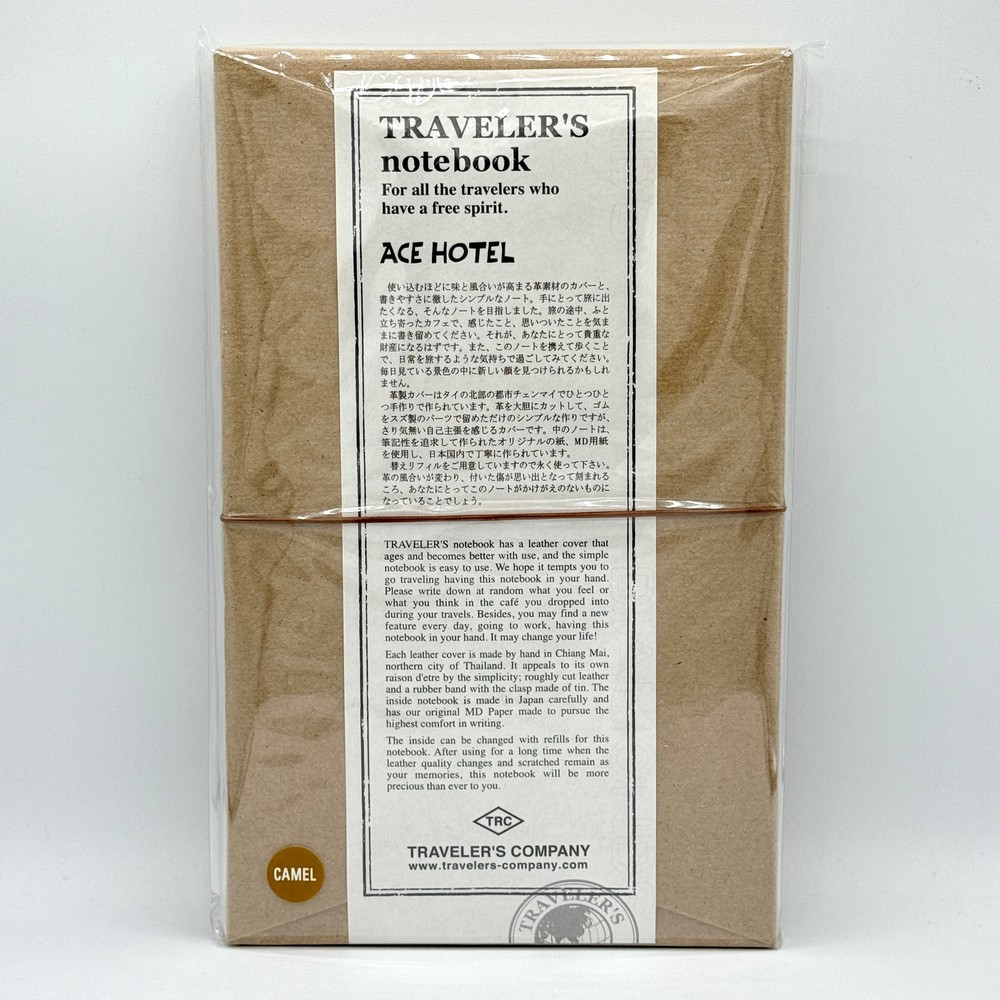 TRAVELER'S
notebook
For all the travelers who
have a free spirit.
ACE HOTEL
使い込むほどに味と風合いが高まる革素材のカバーと、
書きやすさに徹したシンプルなノート。手にとって旅に出
たくなる、そんなノートを目指しました。旅の途中、ふと
立ち寄ったカフェで、感じたこと、思いついたことを気ま
まに書き留めてください。それが、あなたにとって貴重な
財産になるはずです。また、このノートを携えて歩くこと
で、日常を旅するような気持ちで過ごしてみてください。
毎日見ている景色の中に新しい顔を見つけられるかもしれ
ません。
革製カバーはタイの北部の都市チェンマイでひとつひと
つ手作りで作られています。革を大胆にカットして、ゴム
をスズ製のパーツで留めただけのシンプルな作りですが、
さり気無い自己主張を感じるカバーです。中のノートは、
筆記性を追求して作られたオリジナルの紙、MD用紙
を使用し、日本国内で丁寧に作られています。
替えリフィルをご用意していますので永く使って下さい。
革の風合いが変わり、付いた傷が思い出となって刻まれる
ころ、あなたにとってこのノートがかけがえのないものに
なっていることでしょう。
TRAVELER'S notebook has a leather cover that
ages and becomes better with use, and the simple
notebook is easy to use. We hope it tempts you to
go traveling having this notebook in your hand.
Please write down at random what you feel or
what you think in the café you dropped into
during your travels. Besides, you may find a new
feature every day, going to work, having this
notebook in your hand. It may change your life!
Each leather cover is made by hand in Chiang Mai,
northern city of Thailand. It appeals to its own
raison d'etre by the simplicity; roughly cut leather
and a rubber band with the clasp made of tin. The
inside notebook is made in Japan carefully and
has our original MD Paper made to pursue the
highest comfort in writing.
The inside can be changed with refills for this
notebook. After using for a long time when the
leather quality changes and scratched remain as
your memories, this notebook will be more
precious than ever to you.
TRC
TRAVELER'S COMPANY
www.travelers-company.com
CAMEL
TRAVELER'S